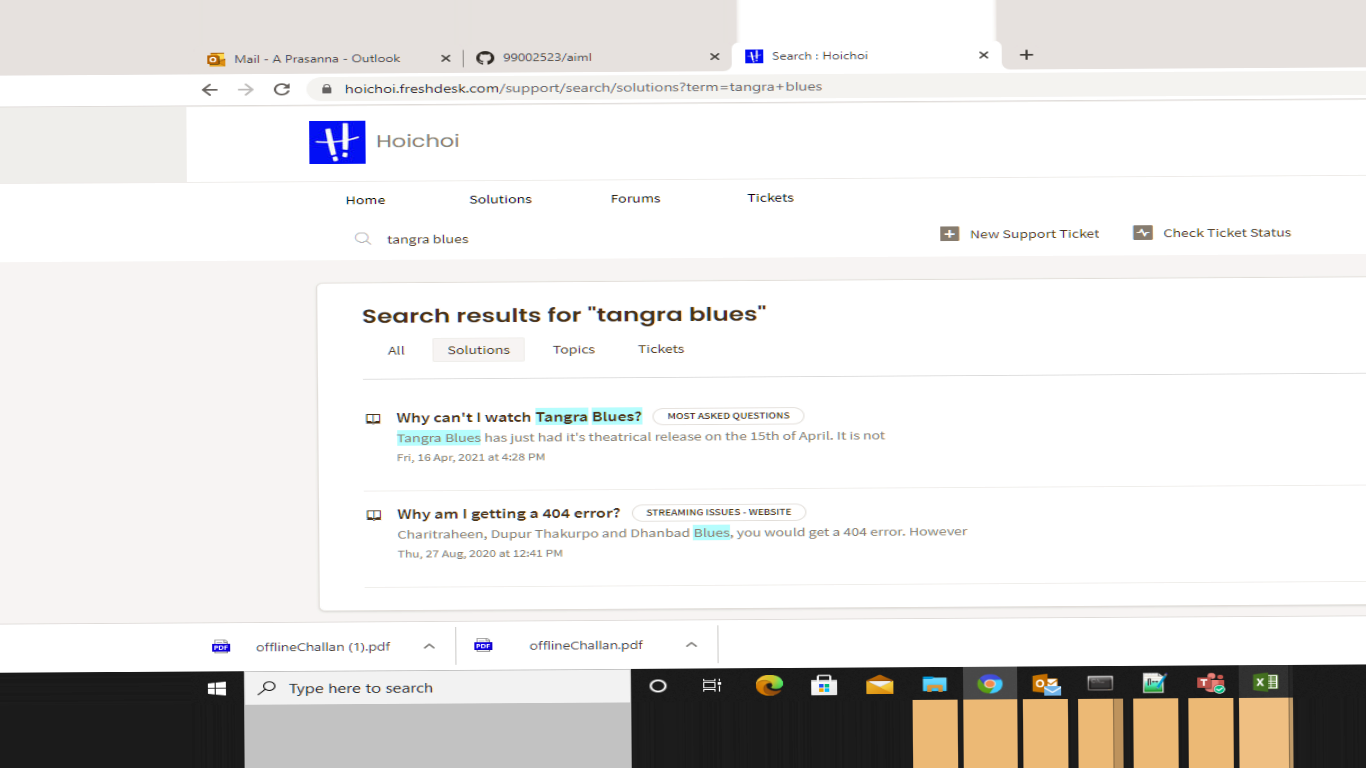 Mail - A Prasanna - Outlook
99002523/aiml
Search : Hoichoi
hoichoi.freshdesk.com/support/search/solutions?term=tangra+blues
Hoichoi
Home Solutions Forums Tickets
tangra blues
New Support Ticket Check Ticket Status
Search results for "tangra blues"
All Solutions Topics Tickets
Why can't I watch Tangra Blues? MOST ASKED QUESTIONS
Tangra Blues has just had it's theatrical release on the 15th of April. It is not
Fri, 16 Apr, 2021 at 4:28 PM
Why am I getting a 404 error? STREAMING ISSUES - WEBSITE
Charitraheen, Dupur Thakurpo and Dhanbad Blues, you would get a 404 error. However
Thu, 27 Aug, 2020 at 12:41 PM
PDF offlineChallan (1).pdf PDF offlineChallan.pdf
Type here to search